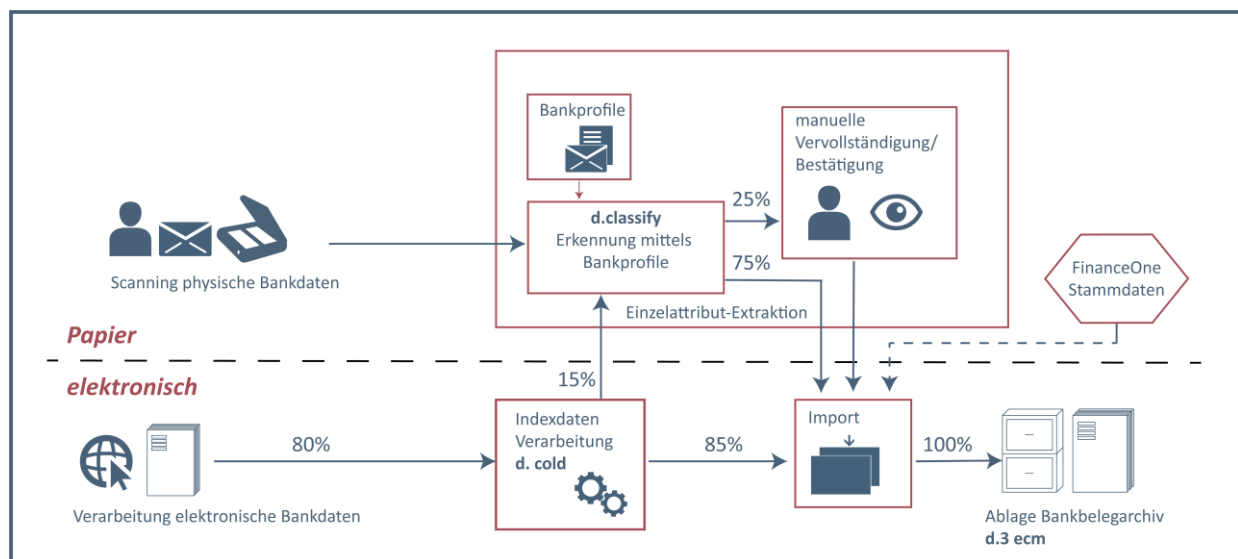 Bankprofile
manuelle
Vervollständigung/
Bestätigung
d.classify
Erkennung mittels
Bankprofile
25%
75%
Scanning physische Bankdaten
FinanceOne
Stammdaten
Einzelattribut-Extraktion
Papier
elektronisch
15%
80%
Indexdaten
Verarbeitung
d. cold
85%
Import
100%
Verarbeitung elektronische Bankdaten
Ablage Bankbelegarchiv
d.3 ecm